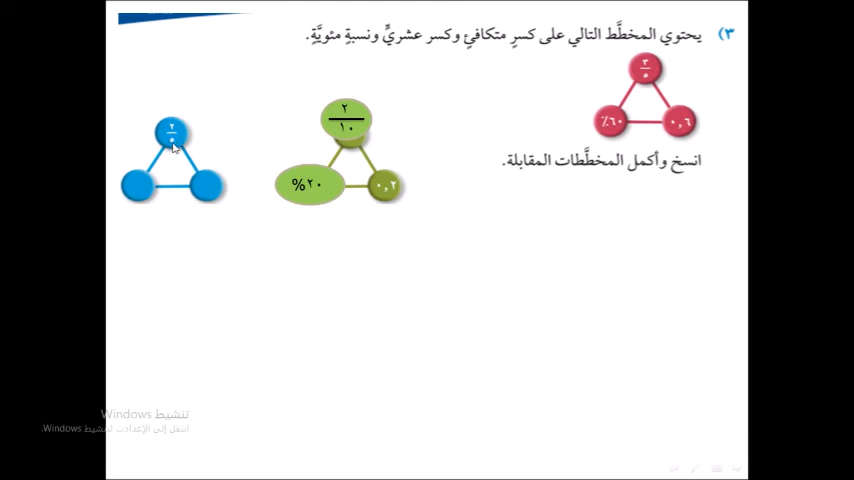 ٣) يحتوي المخطَّط التالي على كسرٍ متكافئٍ وكسر عشريٍّ ونسبةٍ مئويَّةٍ.
٣
٥
٦٠٪
٠,٦
انسخ وأكمل المخطَّطات المقابلة.
٢
١٠
٢٠%
٠,٢
٢
٥
تنشيط Windows
انتقل إلى الإعدادات لتنشيط Windows.